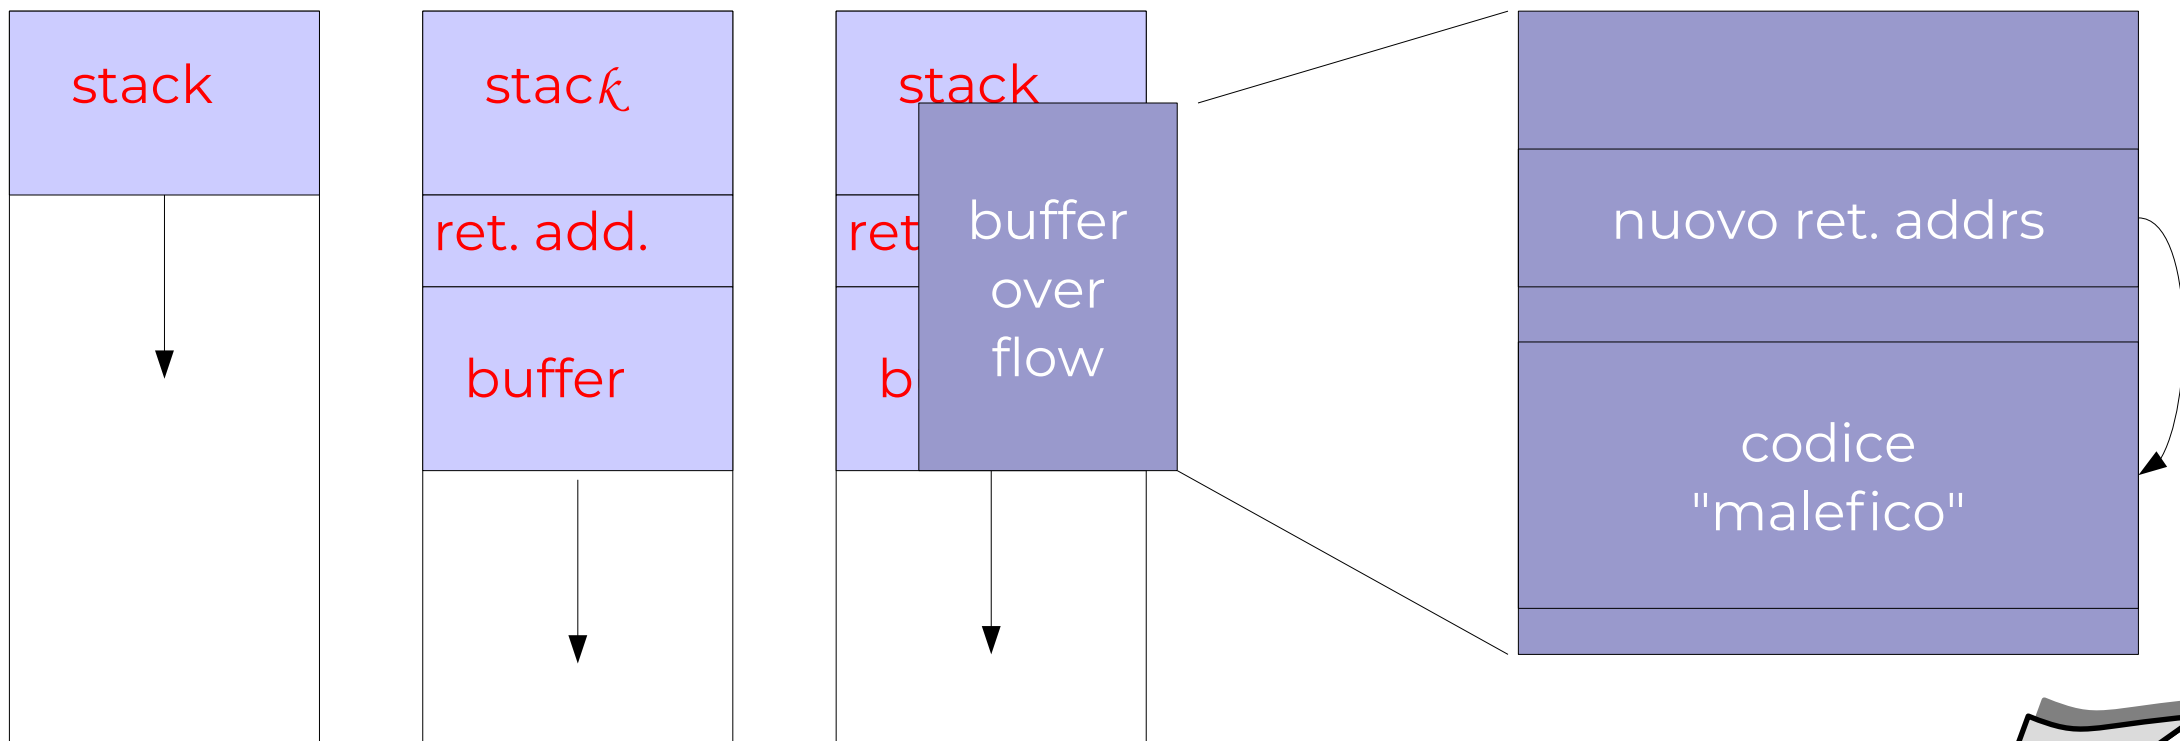 stack
stack
stack
ret. add.
ret
buffer
b
buffer
over
flow
nuovo ret. addrs
codice
"malefico"